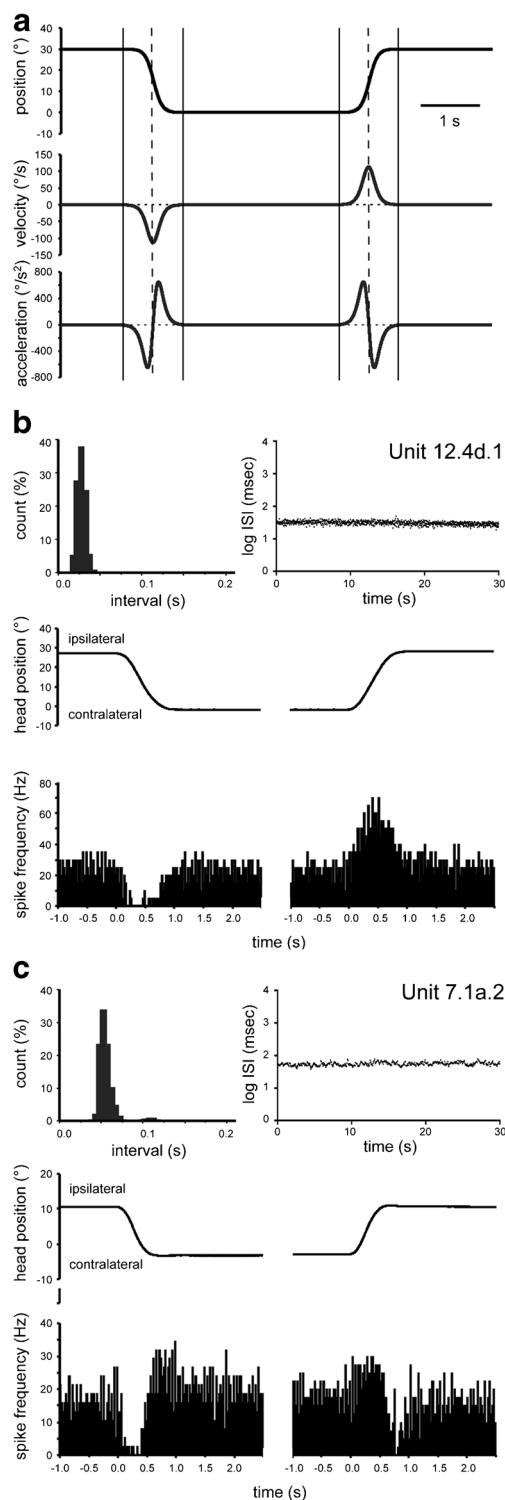 a
position (°)
40
30
20
10
0
-10
1 s
velocity (°/s)
150
100
50
0
-50
-100
-150
acceleration (°/s²)
800
400
0
-400
-800
b
Unit 12.4d.1
count (%)
40
30
20
10
0
0.0 0.1 0.2
interval (s)
log ISI (msec)
4
3
2
1
0
0 10 20 30
time (s)
head position (°)
40
30
20
10
0
-10
ipsilateral
contralateral
spike frequency (Hz)
80
60
40
20
0
-1.0 -0.5 0.0 0.5 1.0 1.5 2.0
-1.0 -0.5 0.0 0.5 1.0 1.5 2.0
time (s)
c
Unit 7.1a.2
count (%)
40
30
20
10
0
0.0 0.1 0.2
interval (s)
log ISI (msec)
4
3
2
1
0
0 10 20 30
time (s)
head position (°)
20
10
0
-10
ipsilateral
contralateral
spike frequency (Hz)
40
30
20
10
0
-1.0 -0.5 0.0 0.5 1.0 1.5 2.0
-1.0 -0.5 0.0 0.5 1.0 1.5 2.0
time (s)